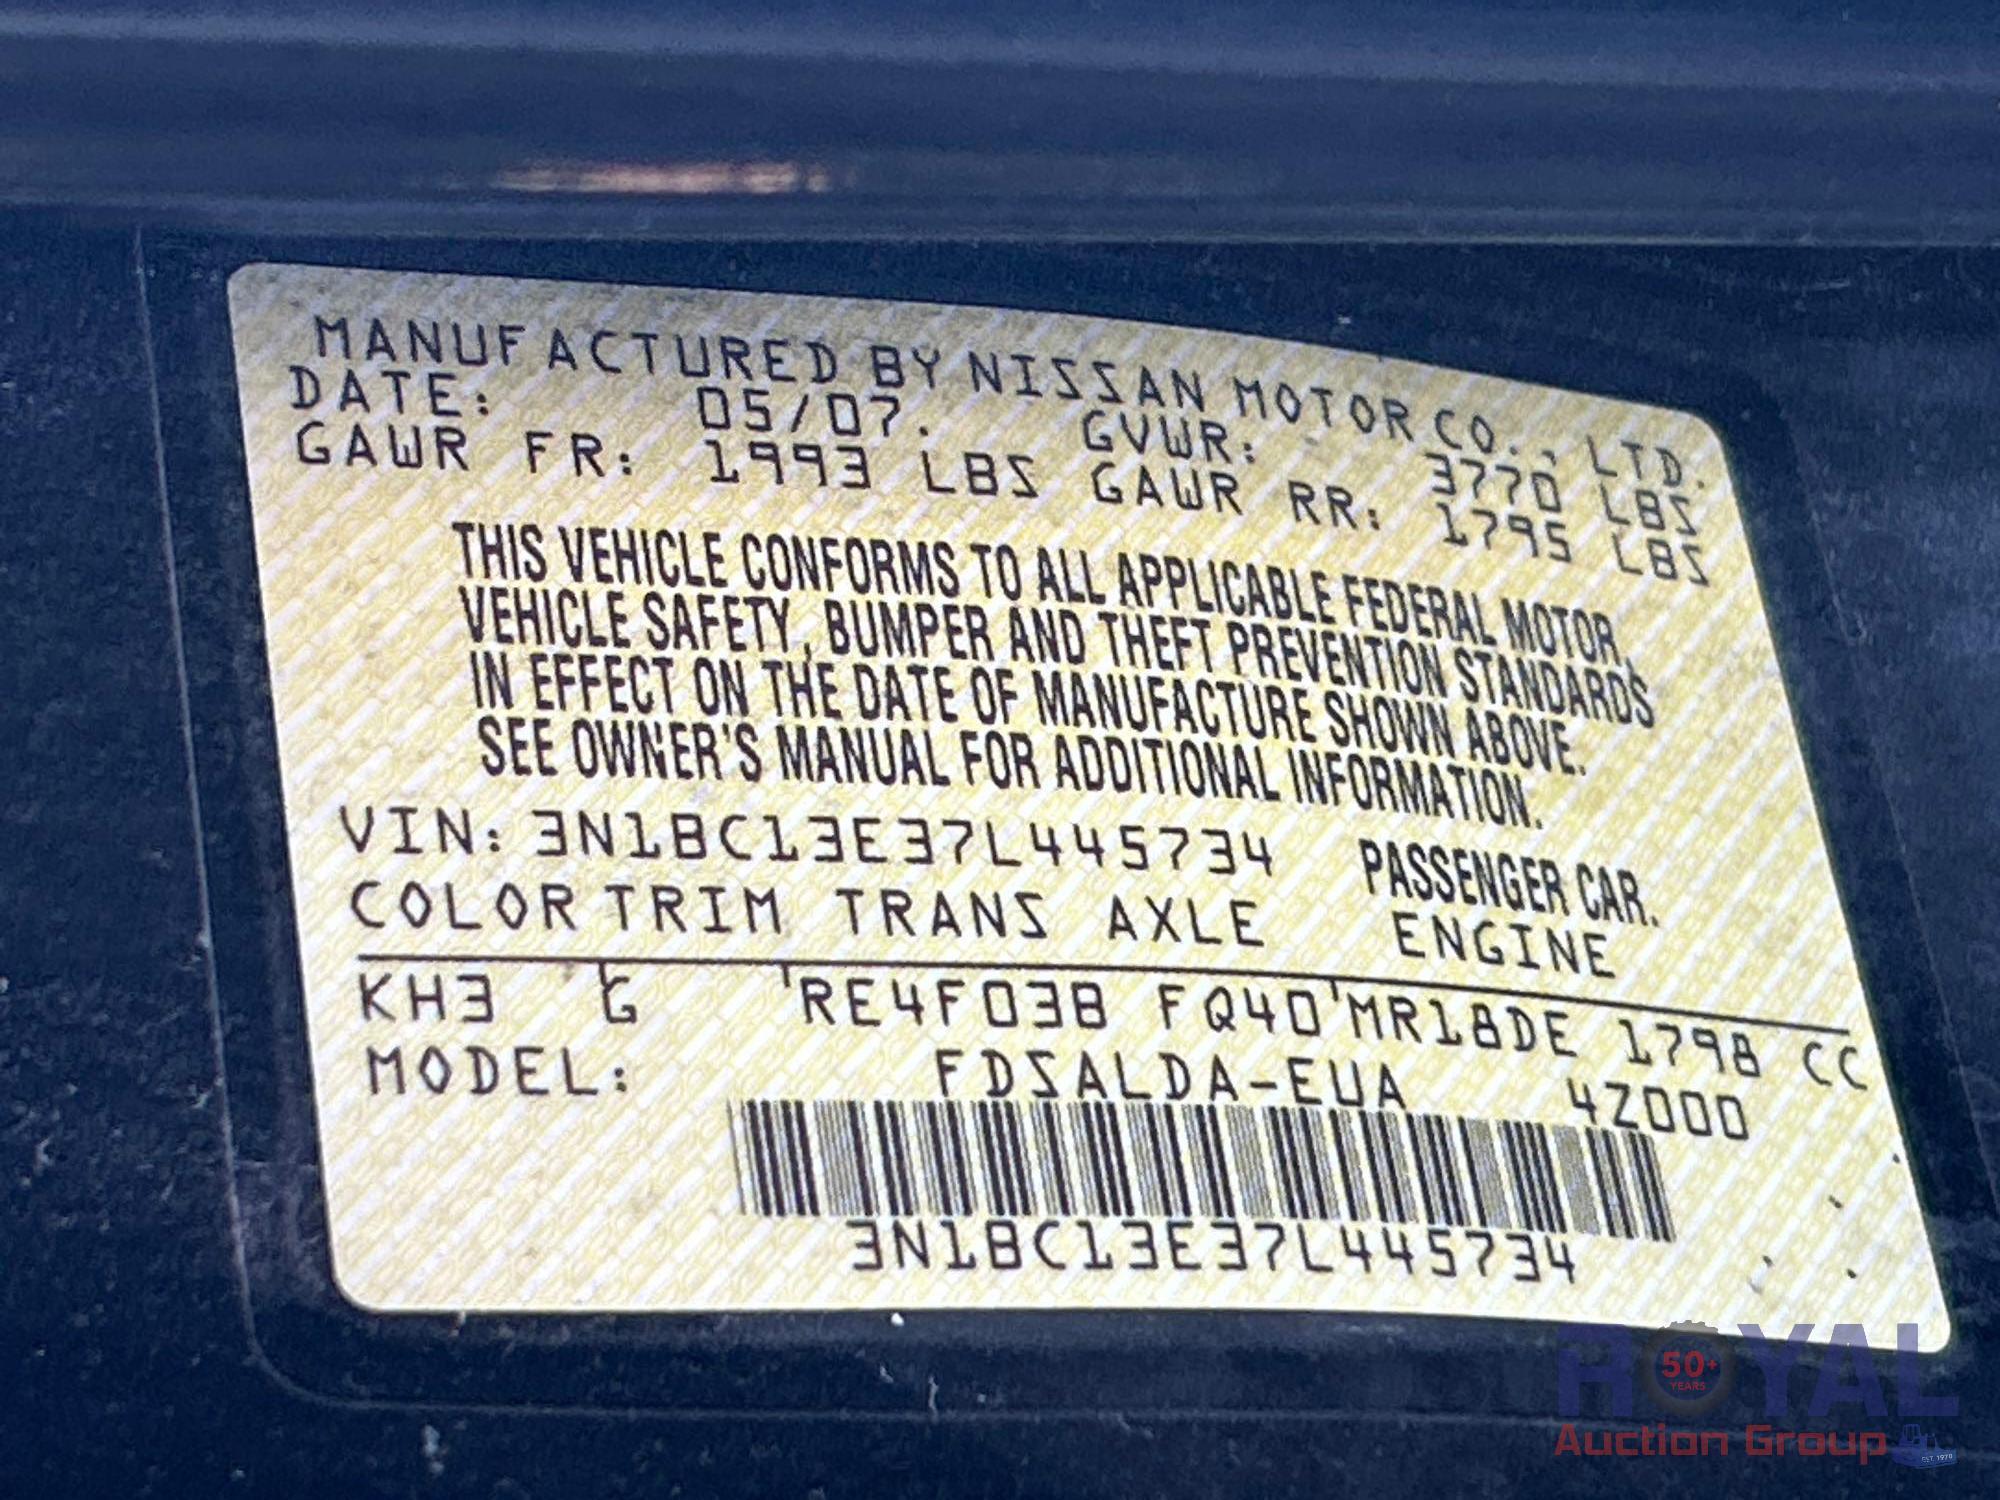 MANUFACTURED BY NISSAN MOTOR CO., LTD.
DATE: 05/07. GVWR: 3770 LBS
GAWR FR: 1993 LBS GAWR RR: 1795 LBS
THIS VEHICLE CONFORMS TO ALL APPLICABLE FEDERAL MOTOR
VEHICLE SAFETY, BUMPER AND THEFT PREVENTION STANDARDS
IN EFFECT ON THE DATE OF MANUFACTURE SHOWN ABOVE.
SEE OWNER'S MANUAL FOR ADDITIONAL INFORMATION.
VIN: 3N1BC13E37L445734 PASSENGER CAR.
COLOR TRIM TRANS AXLE ENGINE
KH3 G RE4F03B FQ40 MR18DE 1798 CC
MODEL: FDSALDA-EUA 4Z000
3N1BC13E37L445734
ROYAL
50+
YEARS
Auction Group
EST. 1970